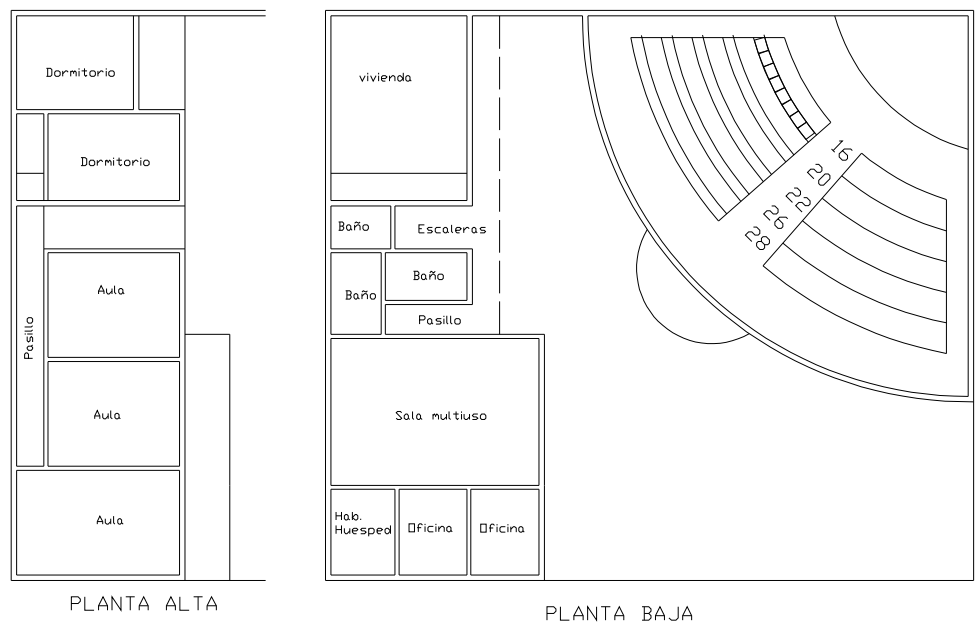 Dormitorio
Dormitorio
Aula
Pasillo
Aula
Aula
PLANTA ALTA
vivienda
Baño
Escaleras
Baño
Baño
Pasillo
Sala multiuso
Hab.
Huesped
Oficina
Oficina
16
20
22
26
28
PLANTA BAJA